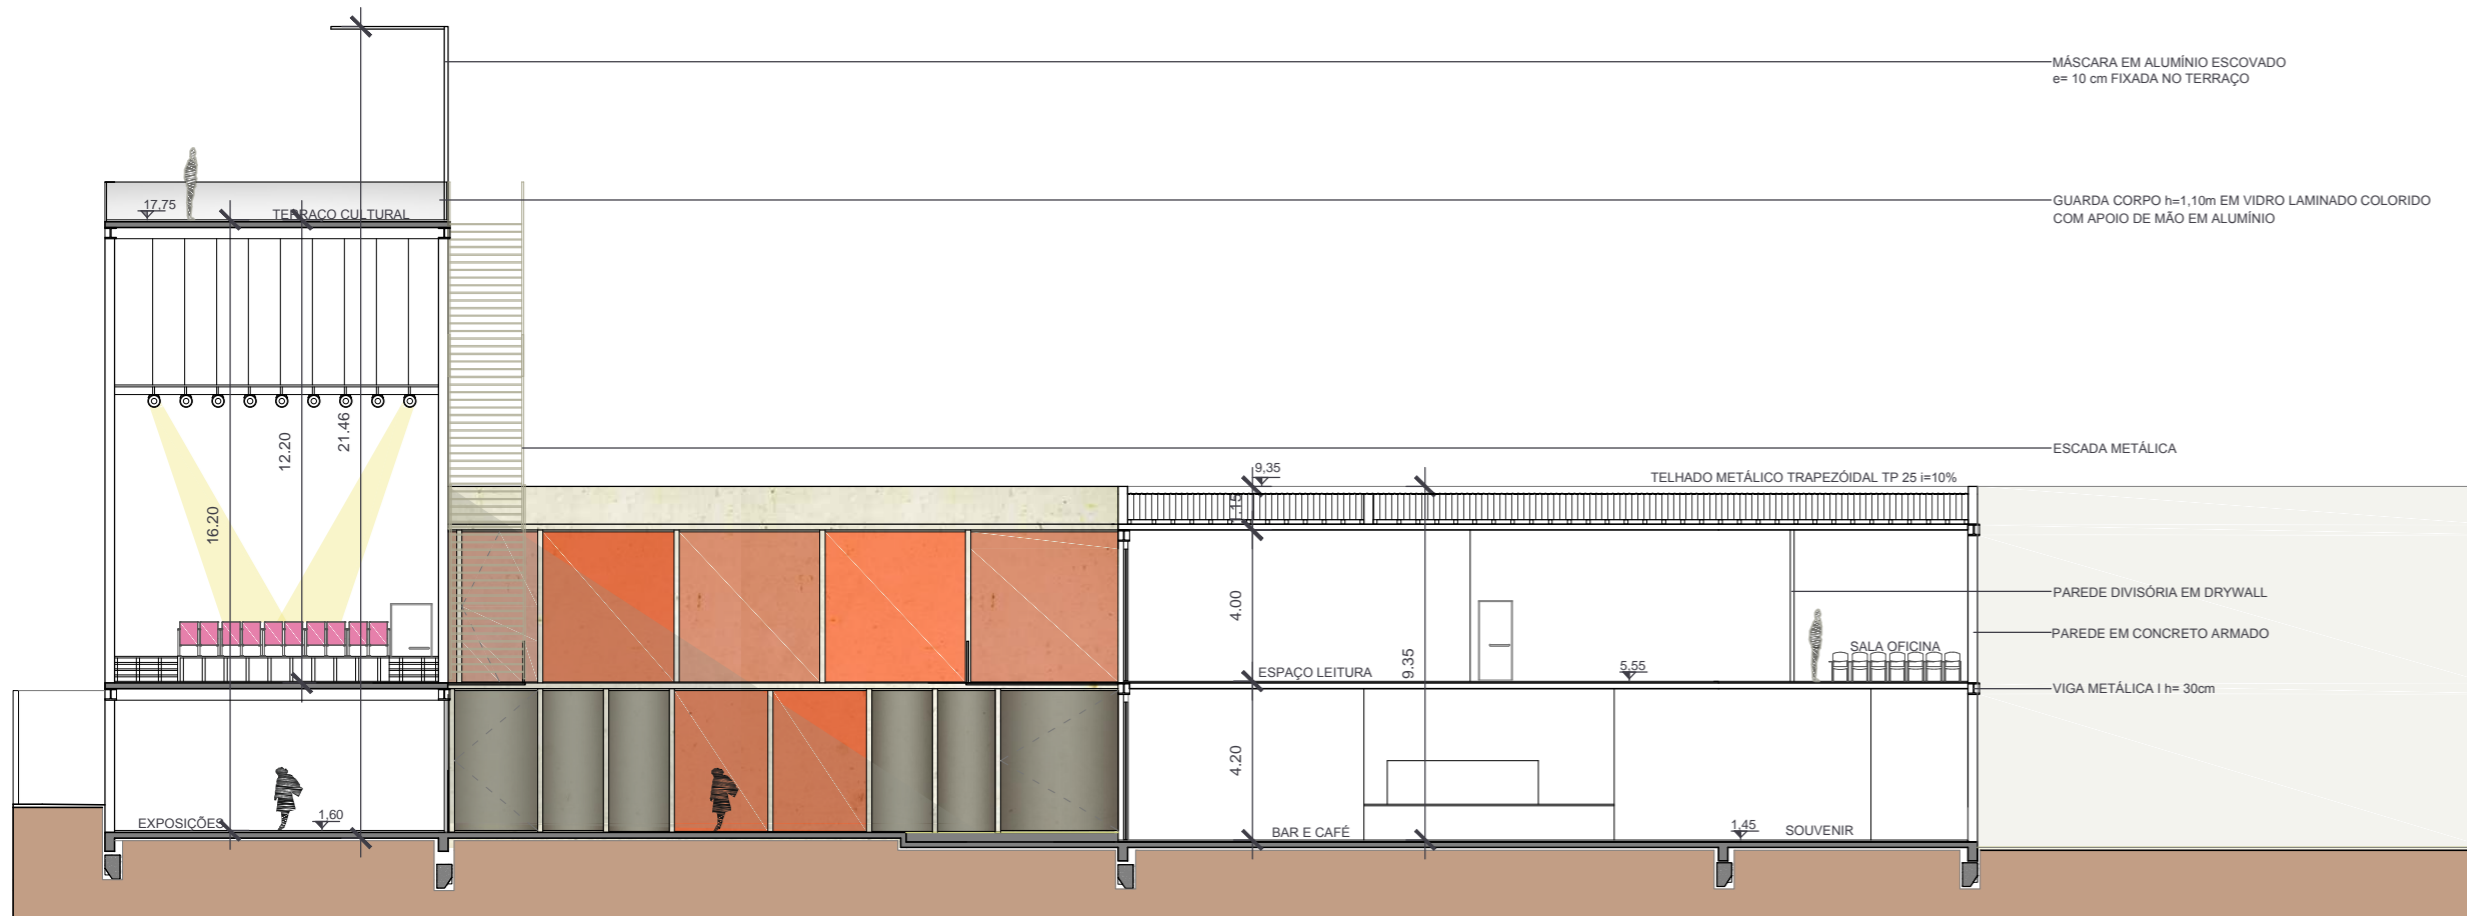 MÁSCARA EM ALUMÍNIO ESCOVADO
e= 10 cm FIXADA NO TERRAÇO
17,75
TERRACO CULTURAL
GUARDA CORPO h=1,10m EM VIDRO LAMINADO COLORIDO
COM APOIO DE MÃO EM ALUMÍNIO
21.46
12.20
16.20
ESCADA METÁLICA
9,35
TELHADO METÁLICO TRAPEZÓIDAL TP 25 i=10%
.15
4.00
9.35
PAREDE DIVISÓRIA EM DRYWALL
PAREDE EM CONCRETO ARMADO
SALA OFICINA
ESPAÇO LEITURA
5,55
VIGA METÁLICA I h= 30cm
4.20
EXPOSIÇÕES
1,60
BAR E CAFÉ
1,45
SOUVENIR